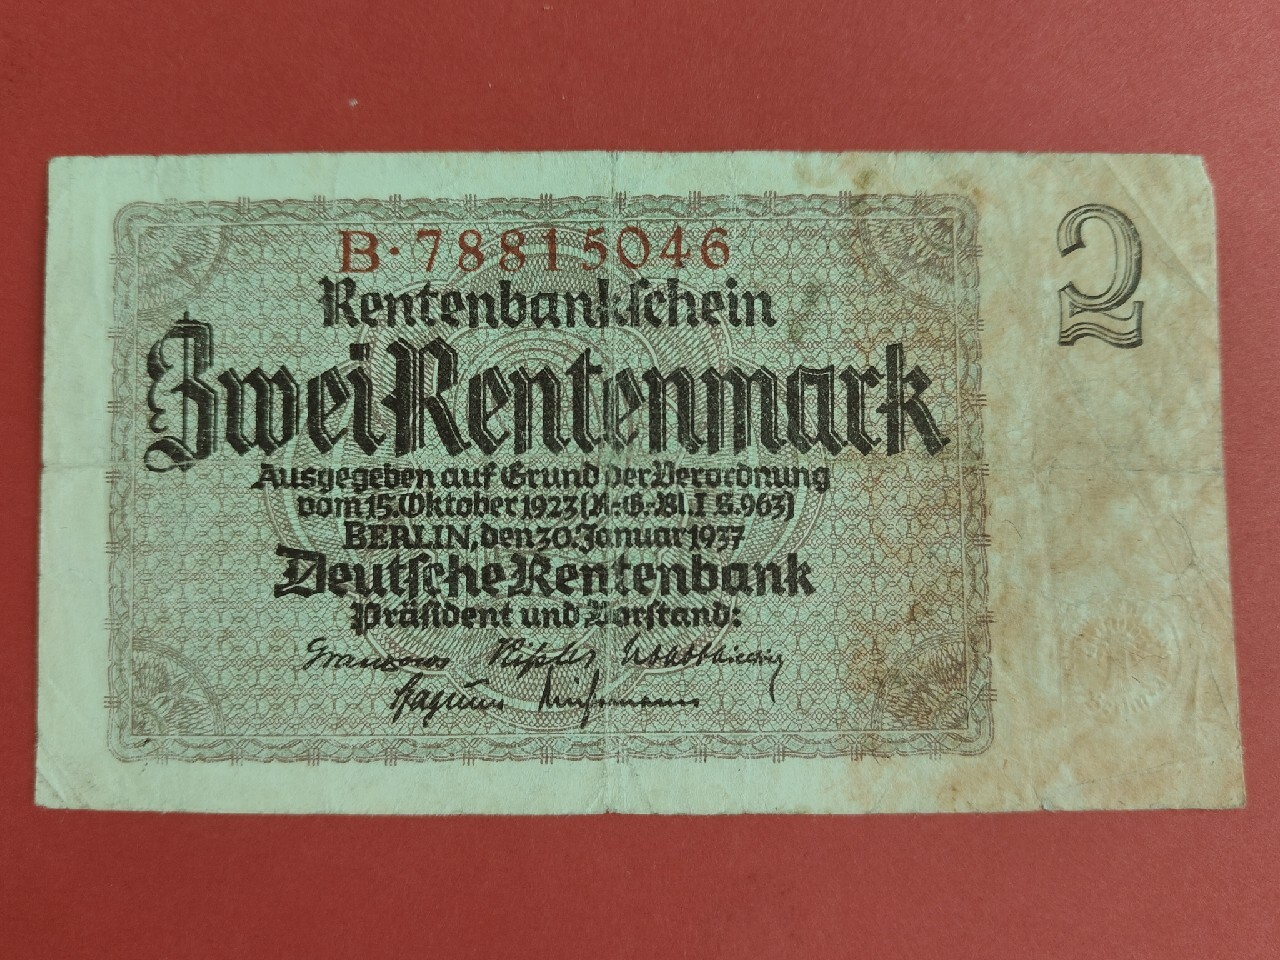 B·78815046
2
Rentenbankschein
Zwei Rentenmark
Ausgegeben auf Grund der Verordnung
vom 15. Oktober 1923 (R.-G.-Bl. I S. 963)
BERLIN, den 30. Januar 1937
Deutsche Rentenbank
Präsident und Vorstand: